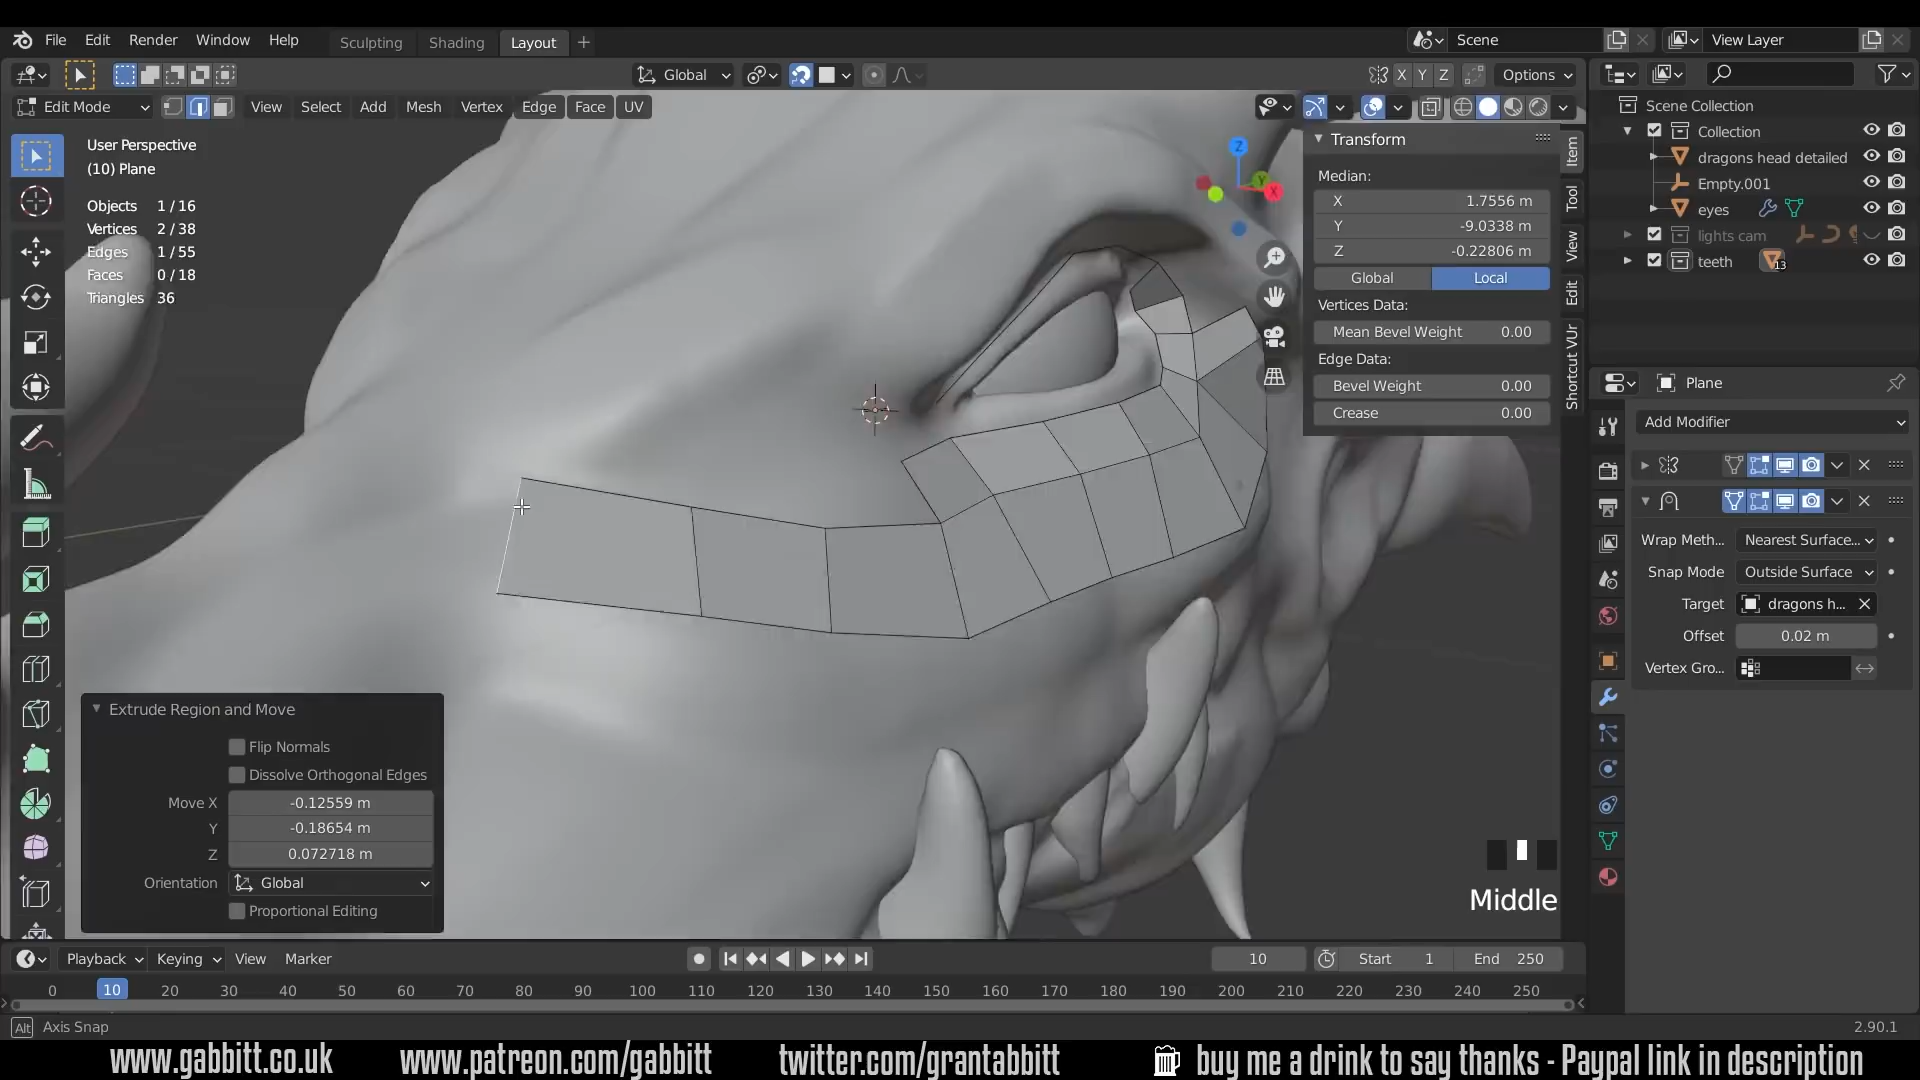 File Edit Render Window Help Sculpting Shading Layout + Scene View Layer
Global X Y Z Options
Edit Mode View Select Add Mesh Vertex Edge Face UV
User Perspective
(10) Plane
Objects 1/16
Vertices 2/38
Edges 1/55
Faces 0/18
Triangles 36
Z
Y
X
Transform
Median:
X 1.7556 m
Y -9.0338 m
Z -0.22806 m
Global Local
Vertices Data:
Mean Bevel Weight 0.00
Edge Data:
Bevel Weight 0.00
Crease 0.00
Item
Tool
View
Edit
Shortcut VUr
Scene Collection
Collection
dragons head detailed
Empty.001
eyes
lights cam
teeth 13
Plane
Add Modifier
Wrap Meth... Nearest Surface...
Snap Mode Outside Surface
Target dragons h...
Offset 0.02 m
Vertex Gro...
Extrude Region and Move
Flip Normals
Dissolve Orthogonal Edges
Move X -0.12559 m
Y -0.18654 m
Z 0.072718 m
Orientation Global
Proportional Editing
Middle
Playback Keying View Marker 10 Start 1 End 250
0 10 20 30 40 50 60 70 80 90 100 110 120 130 140 150 160 170 180 190 200 210 220 230 240 250
Alt Axis Snap 2.90.1
www.gabbitt.co.uk www.patreon.com/gabbitt twitter.com/grantabbitt buy me a drink to say thanks - Paypal link in description